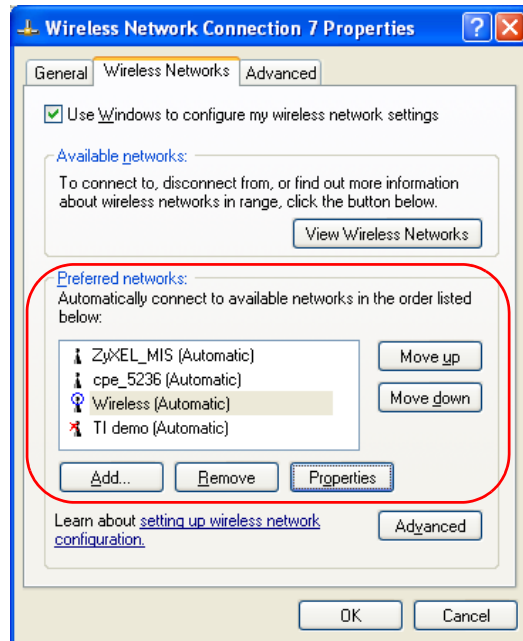 Wireless Network Connection 7 Properties
General Wireless Networks Advanced
Use Windows to configure my wireless network settings
Available networks:
To connect to, disconnect from, or find out more information
about wireless networks in range, click the button below.
View Wireless Networks
Preferred networks:
Automatically connect to available networks in the order listed
below:
ZyXEL_MIS (Automatic)
cpe_5236 (Automatic)
Wireless (Automatic)
TI demo (Automatic)
Move up
Move down
Add... Remove Properties
Learn about setting up wireless network
configuration.
Advanced
OK Cancel